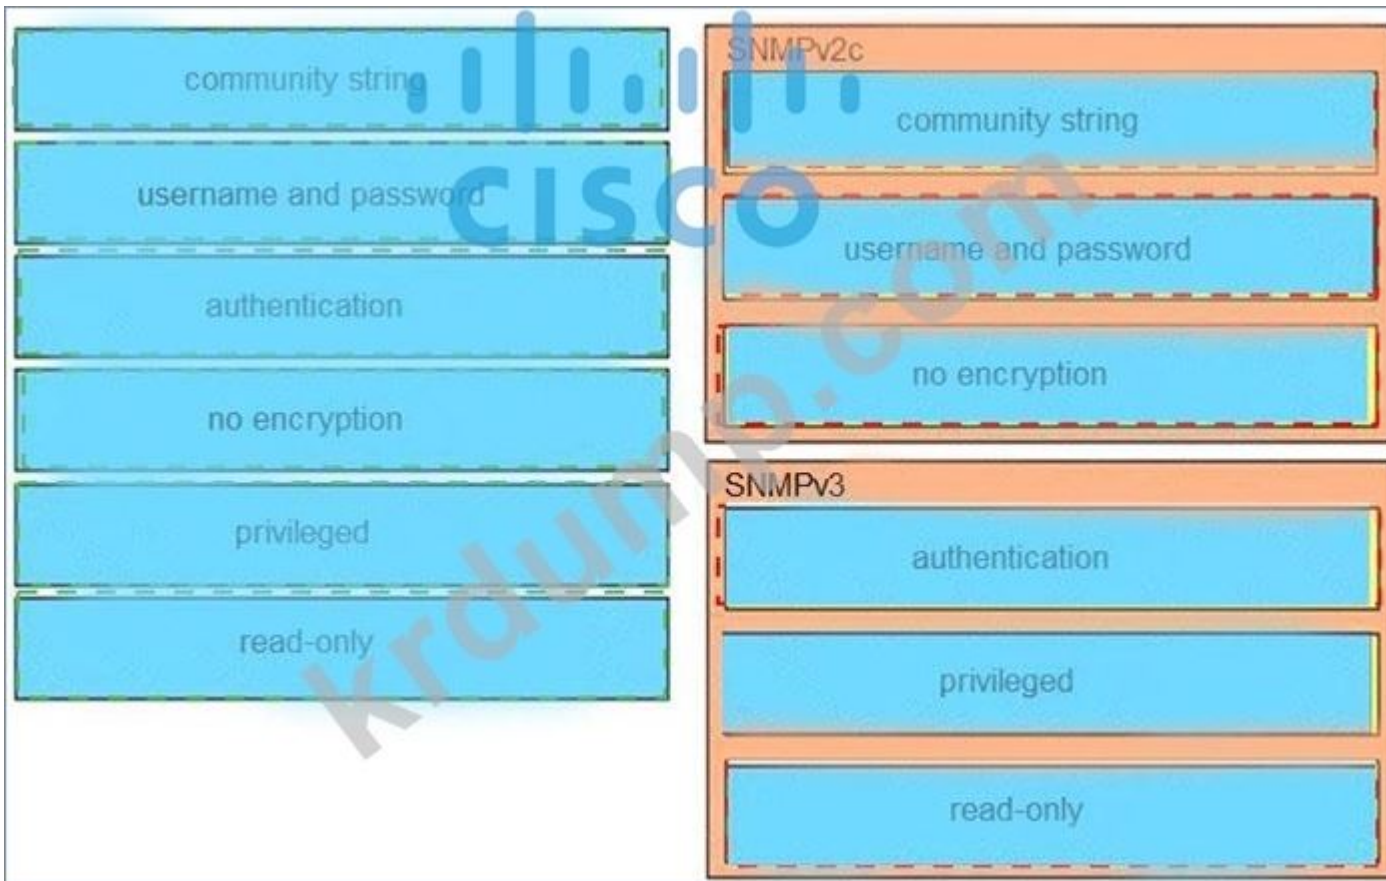 community string
username and password
authentication
no encryption
privileged
read-only
CISCO
SNMPv2c
community string
username and password
no encryption
SNMPv3
authentication
privileged
read-only
krdump.com